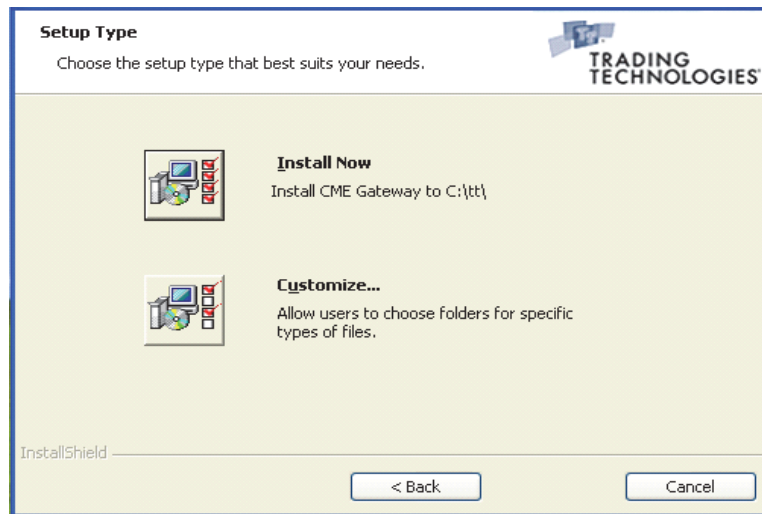 Setup Type
Choose the setup type that best suits your needs.
TRADING
TECHNOLOGIES
Install Now
Install CME Gateway to C:\tt\
Customize...
Allow users to choose folders for specific
types of files.
InstallShield
< Back
Cancel